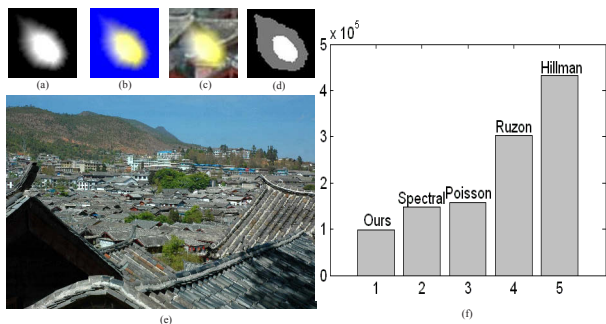 (a)
(b)
(c)
(d)
(e)
x 10^5
5
4
3
2
1
0
Ours
Spectral
Poisson
Ruzon
Hillman
1 2 3 4 5
(f)